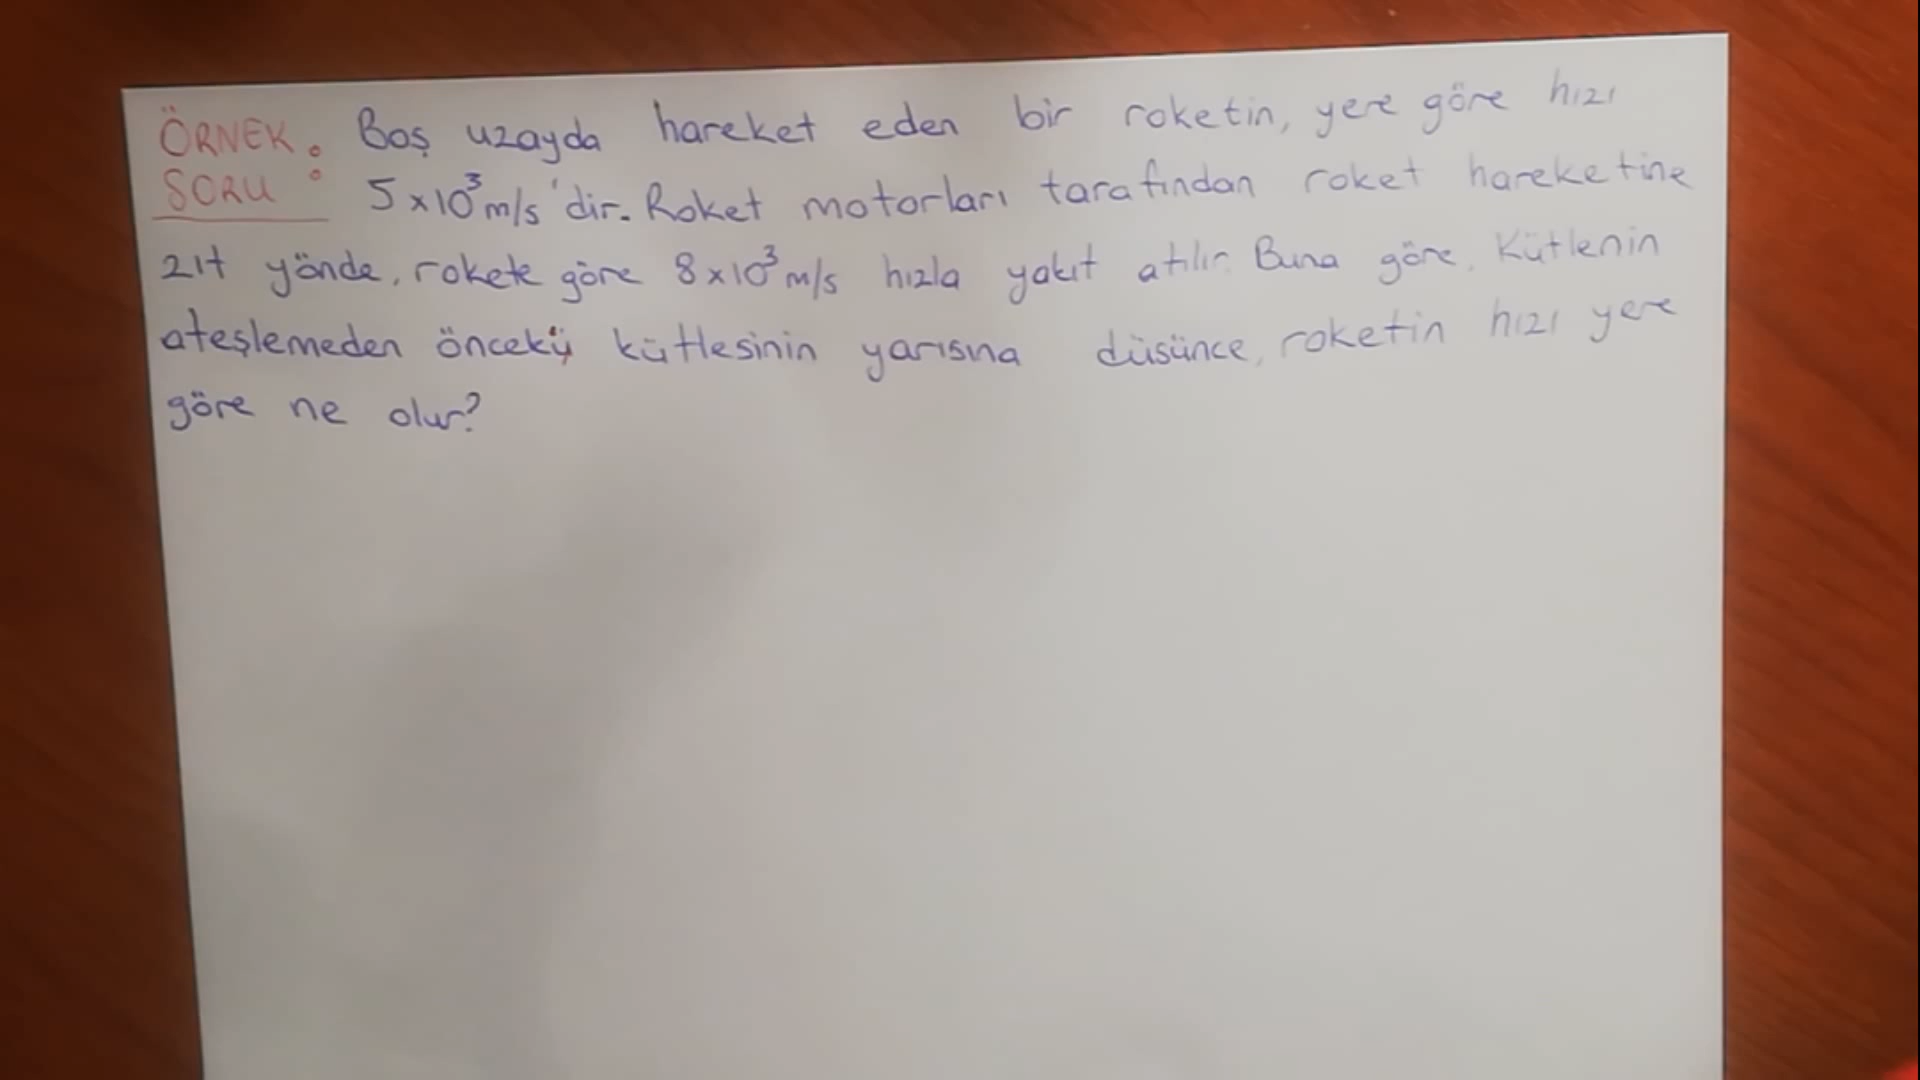 ÖRNEK: Boş uzayda hareket eden bir roketin, yere göre hızı
SORU 5x10³ m/s'dir. Roket motorları tarafından roket hareketine
zıt yönde, rokete göre 8x10³ m/s hızla yakıt atılır. Buna göre, kütlenin
ateşlemeden önceki kütlesinin yarısına düşünce, roketin hızı yere
göre ne olur?